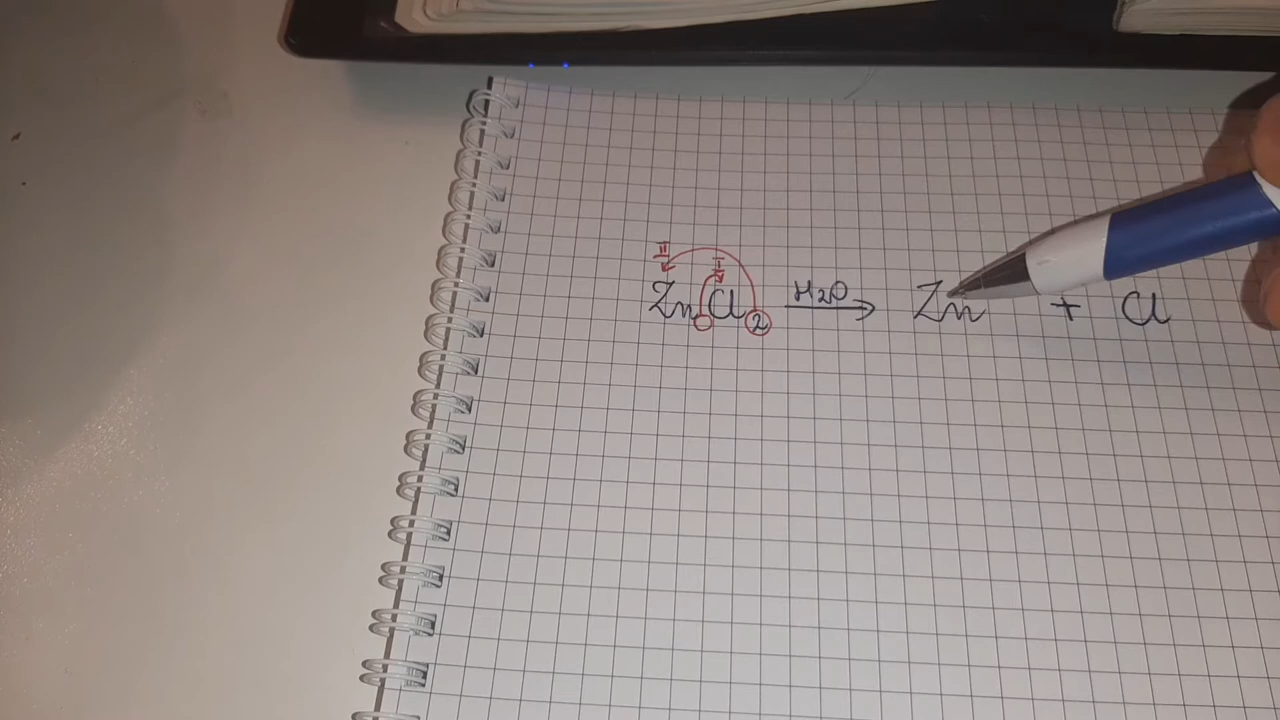 II I
ZnCl2 H2O → Zn + Cl